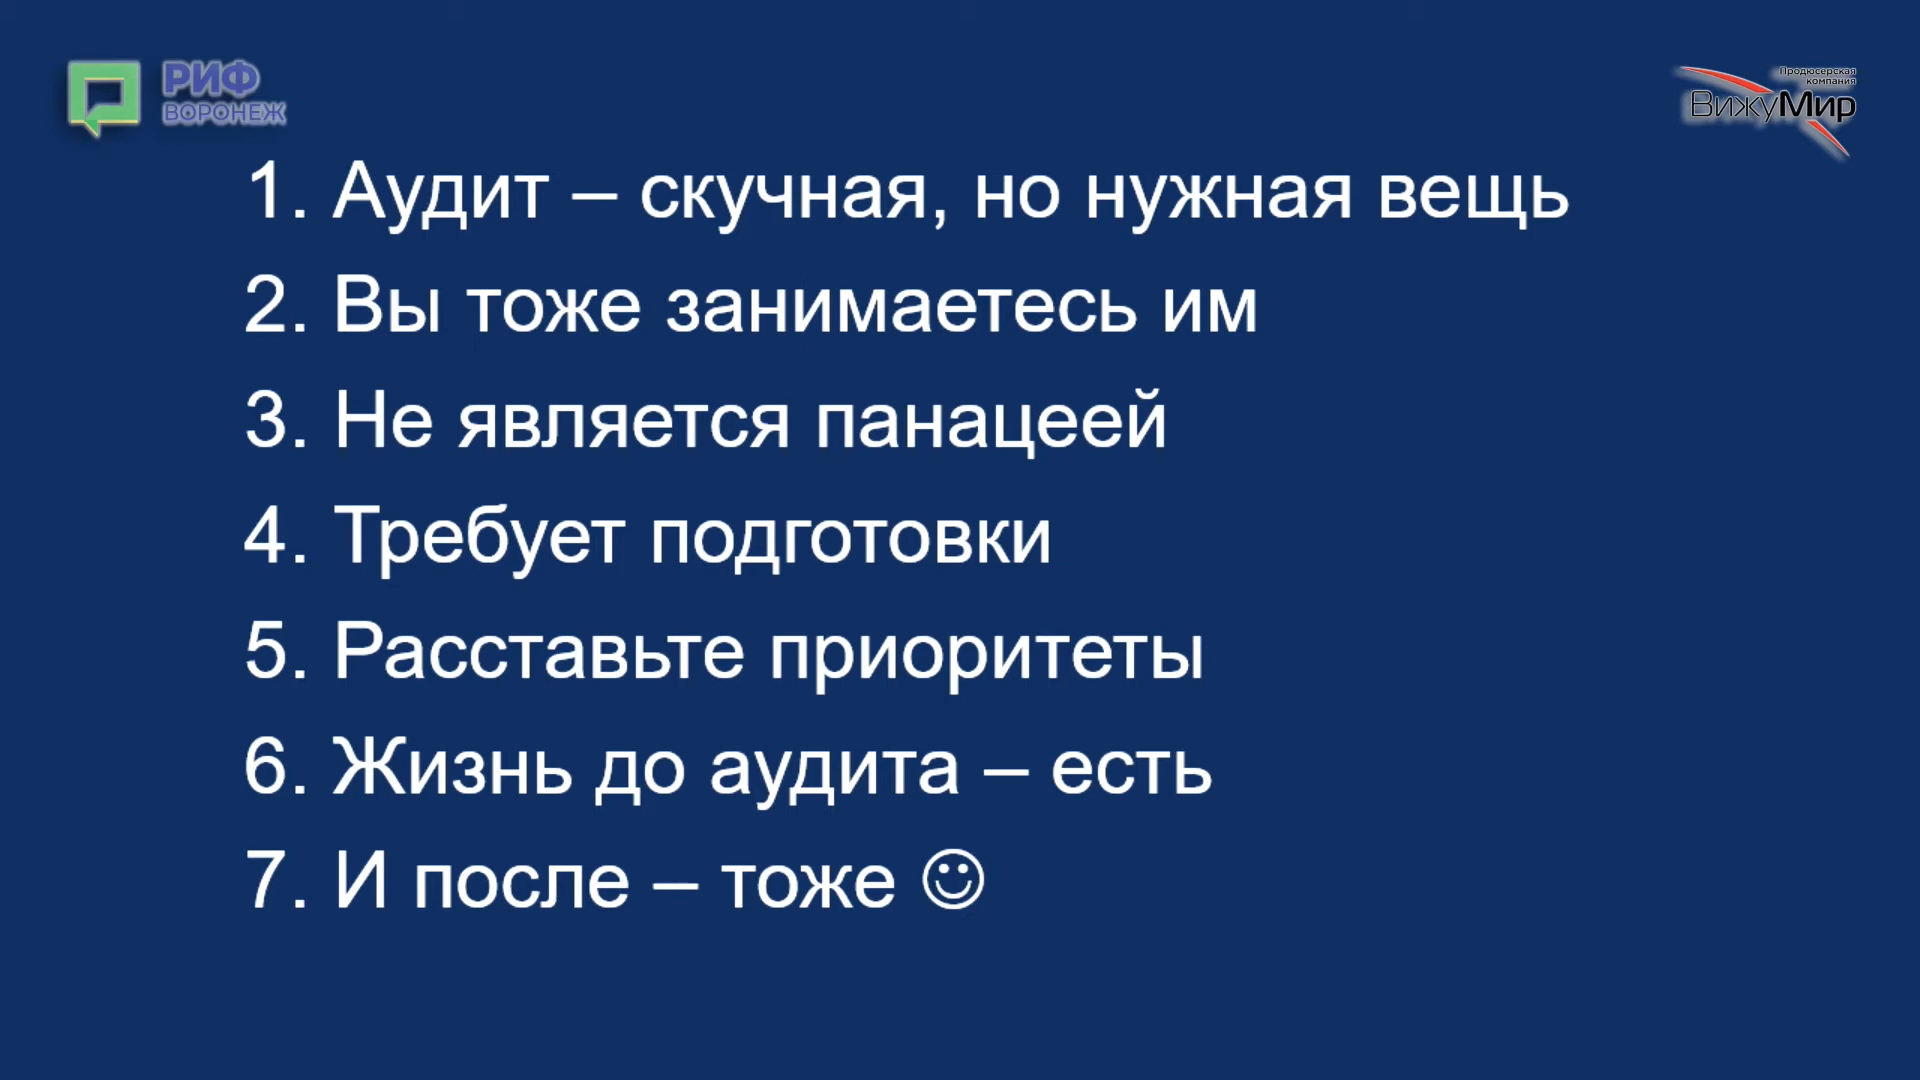 РИФ
ВОРОНЕЖ
Продюсерская
компания
ВижуМир
1. Аудит – скучная, но нужная вещь
2. Вы тоже занимаетесь им
3. Не является панацеей
4. Требует подготовки
5. Расставьте приоритеты
6. Жизнь до аудита – есть
7. И после – тоже ☺